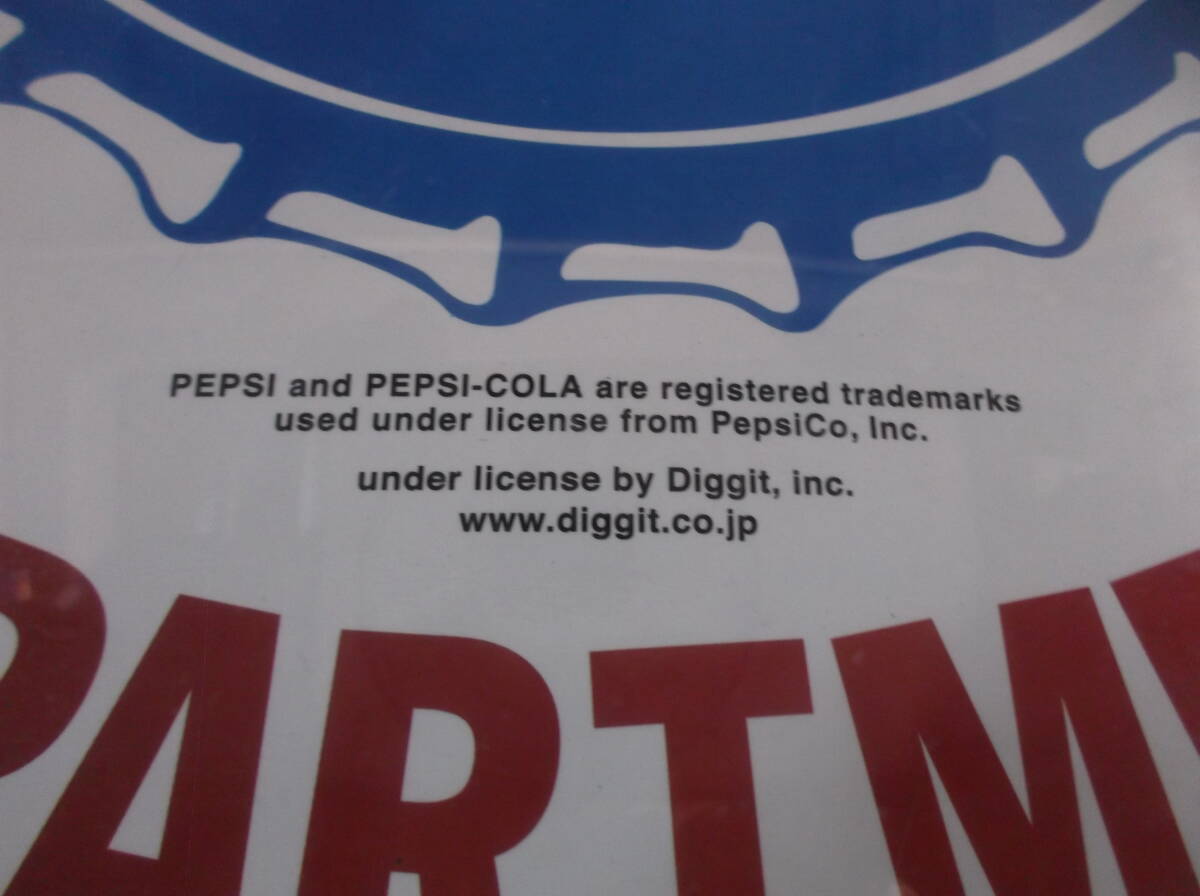 PEPSI and PEPSI-COLA are registered trademarks
used under license from PepsiCo, Inc.
under license by Diggit, inc.
www.diggit.co.jp
PARTM